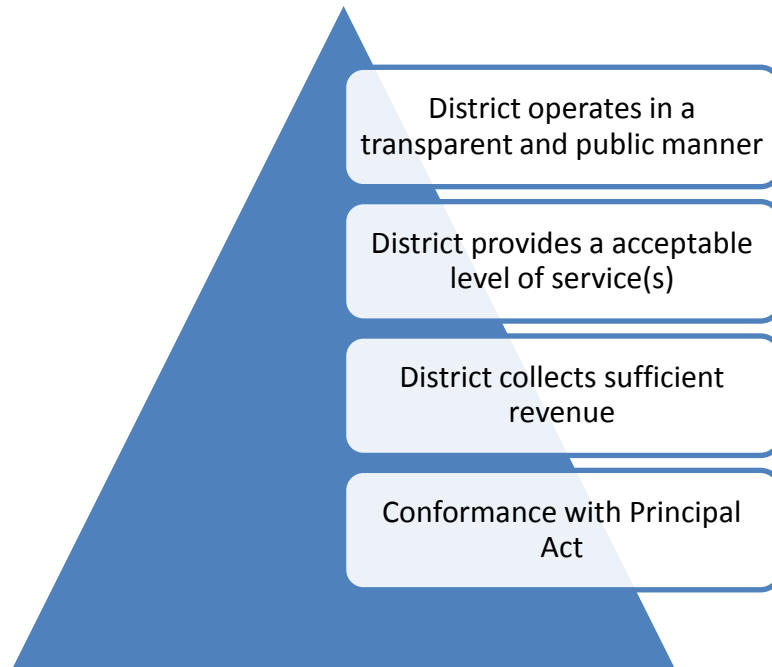 District operates in a
transparent and public manner
District provides a acceptable
level of service(s)
District collects sufficient
revenue
Conformance with Principal
Act